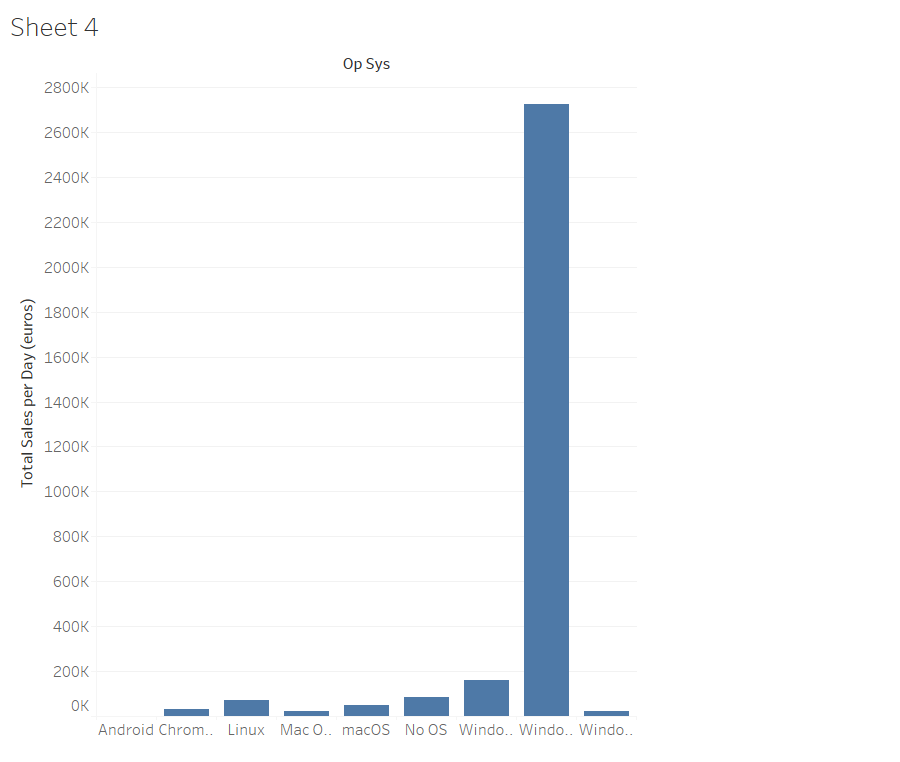 Sheet 4
Op Sys
Total Sales per Day (euros)
2800K
2600K
2400K
2200K
2000K
1800K
1600K
1400K
1200K
1000K
800K
600K
400K
200K
0K
Android Chrom.. Linux Mac O.. macOS No OS Windo.. Windo.. Windo..